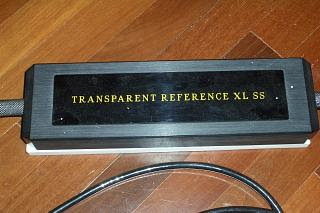 TRANSPARENT REFERENCE XL SS